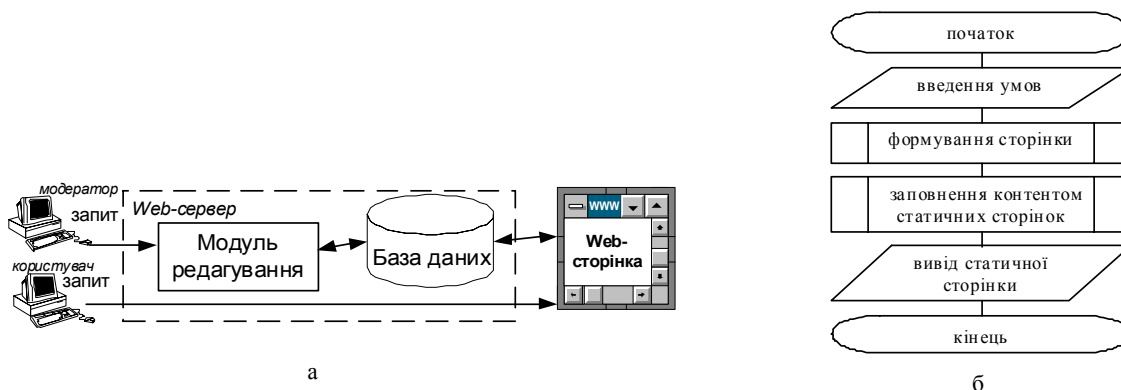 модератор
запит
Web-сервер
Модуль
редагування
База даних
користувач
запит
www
Web-
сторінка
а
початок
введення умов
формування сторінки
заповнення контентом
статичних сторінок
вивід статичної
сторінки
кінець
б